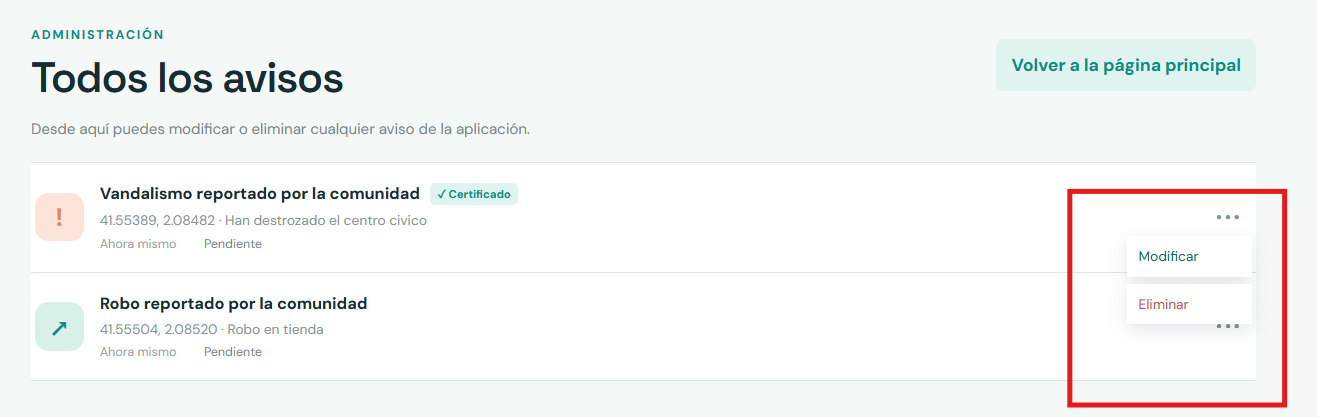 ADMINISTRACIÓN
Todos los avisos
Volver a la página principal
Desde aquí puedes modificar o eliminar cualquier aviso de la aplicación.
Vandalismo reportado por la comunidad ✓ Certificado
41.55389, 2.08482 · Han destrozado el centro civico
Ahora mismo Pendiente
Modificar
Robo reportado por la comunidad
Eliminar
41.55504, 2.08520 · Robo en tienda
Ahora mismo Pendiente